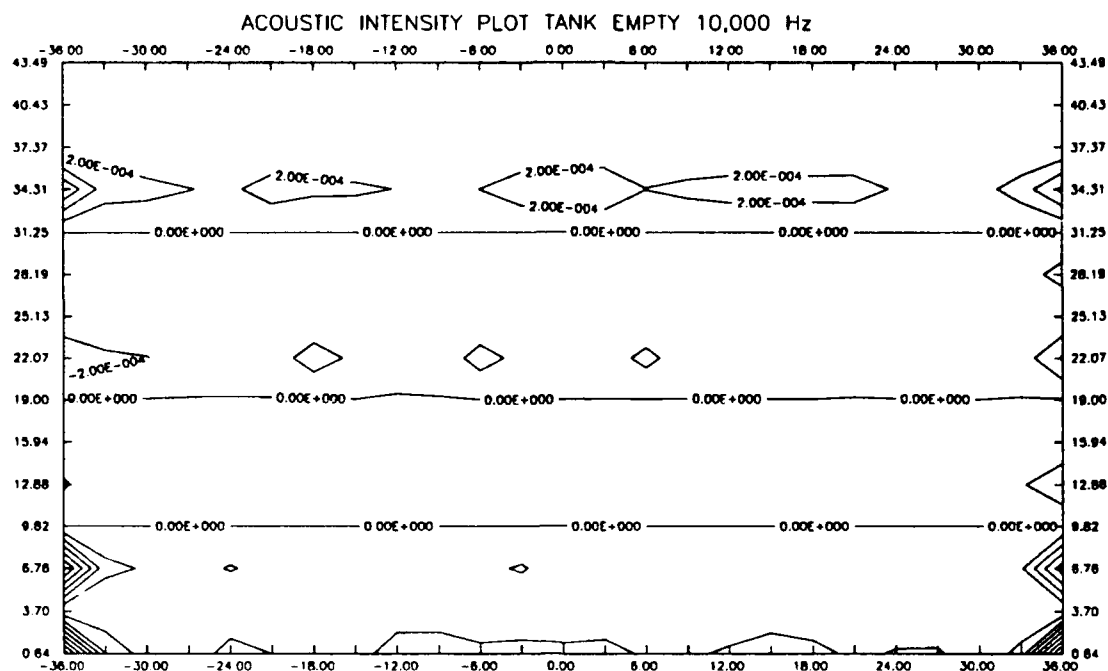 ACOUSTIC INTENSITY PLOT TANK EMPTY 10,000 Hz
-36.00 -30.00 -24.00 -18.00 -12.00 -6.00 0.00 6.00 12.00 18.00 24.00 30.00 36.00
43.49 43.49
40.43 40.43
37.37 37.37
2.00E-004 2.00E-004 2.00E-004 2.00E-004
34.31 34.31
2.00E-004 2.00E-004
31.25 0.00E+000 0.00E+000 0.00E+000 0.00E+000 0.00E+000 31.25
28.19 28.19
25.13 25.13
22.07 22.07
-2.00E-004
19.00 0.00E+000 0.00E+000 0.00E+000 0.00E+000 0.00E+000 19.00
15.94 15.94
12.88 12.88
9.82 0.00E+000 0.00E+000 0.00E+000 0.00E+000 0.00E+000 9.82
6.76 6.76
3.70 3.70
0.64 0.64
-36.00 -30.00 -24.00 -18.00 -12.00 -6.00 0.00 6.00 12.00 18.00 24.00 30.00 36.00